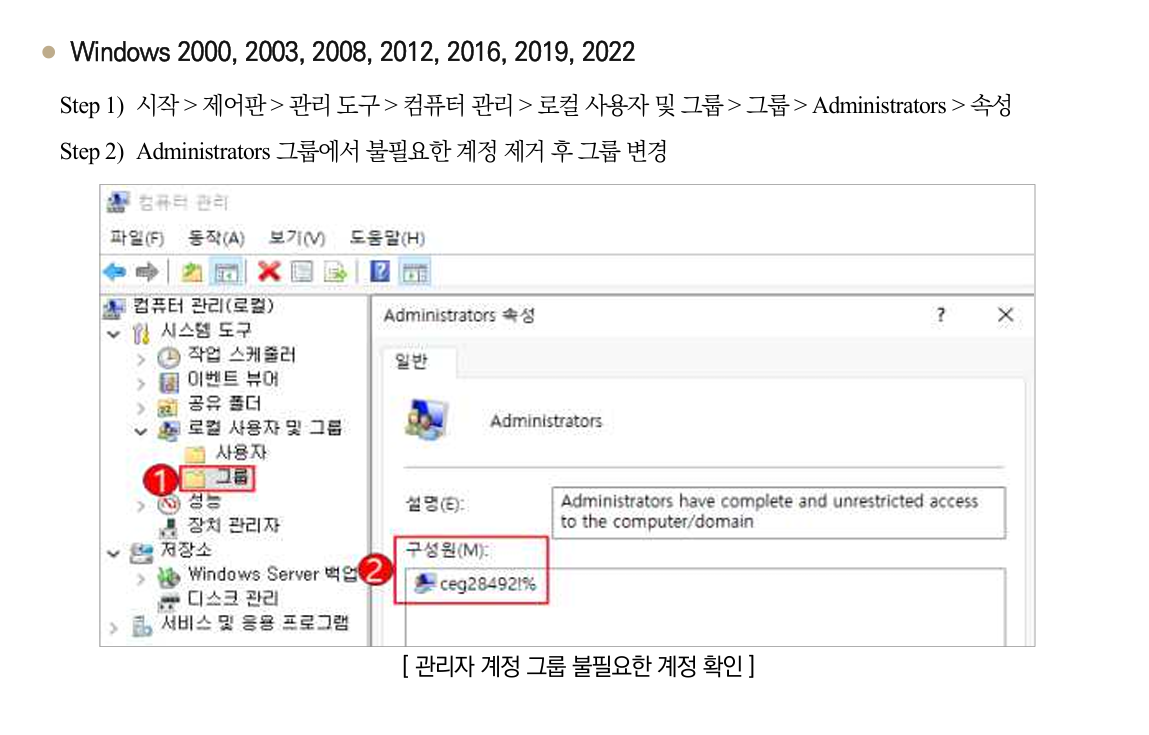 Windows 2000, 2003, 2008, 2012, 2016, 2019, 2022
Step 1) 시작 > 제어판 > 관리 도구 > 컴퓨터 관리 > 로컬 사용자 및 그룹 > 그룹 > Administrators > 속성
Step 2) Administrators 그룹에서 불필요한 계정 제거 후 그룹 변경
컴퓨터 관리
파일(F) 동작(A) 보기(V) 도움말(H)
컴퓨터 관리(로컬)
시스템 도구
작업 스케줄러
이벤트 뷰어
공유 폴더
로컬 사용자 및 그룹
사용자
1 그룹
성능
장치 관리자
저장소
Windows Server 백업
디스크 관리
서비스 및 응용 프로그램
Administrators 속성 ?
일반
Administrators
설명(E): Administrators have complete and unrestricted access
to the computer/domain
구성원(M):
2 ceg28492!%
[ 관리자 계정 그룹 불필요한 계정 확인 ]